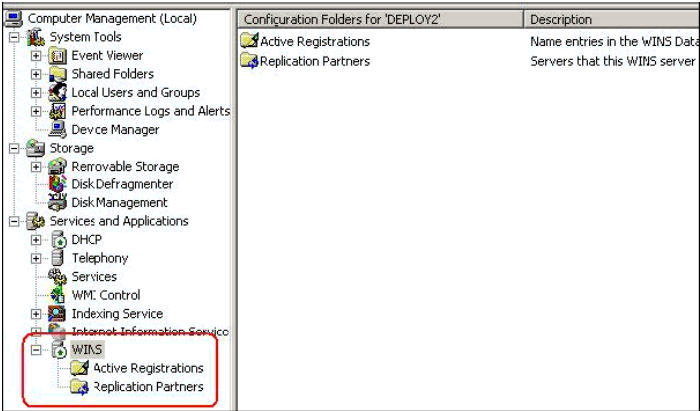 Computer Management (Local)
System Tools
Event Viewer
Shared Folders
Local Users and Groups
Performance Logs and Alerts
Device Manager
Storage
Removable Storage
Disk Defragmenter
Disk Management
Services and Applications
DHCP
Telephony
Services
WMI Control
Indexing Service
Internet Information Service
WINS
Active Registrations
Replication Partners
Configuration Folders for 'DEPLOY2' Description
Active Registrations Name entries in the WINS Data
Replication Partners Servers that this WINS server